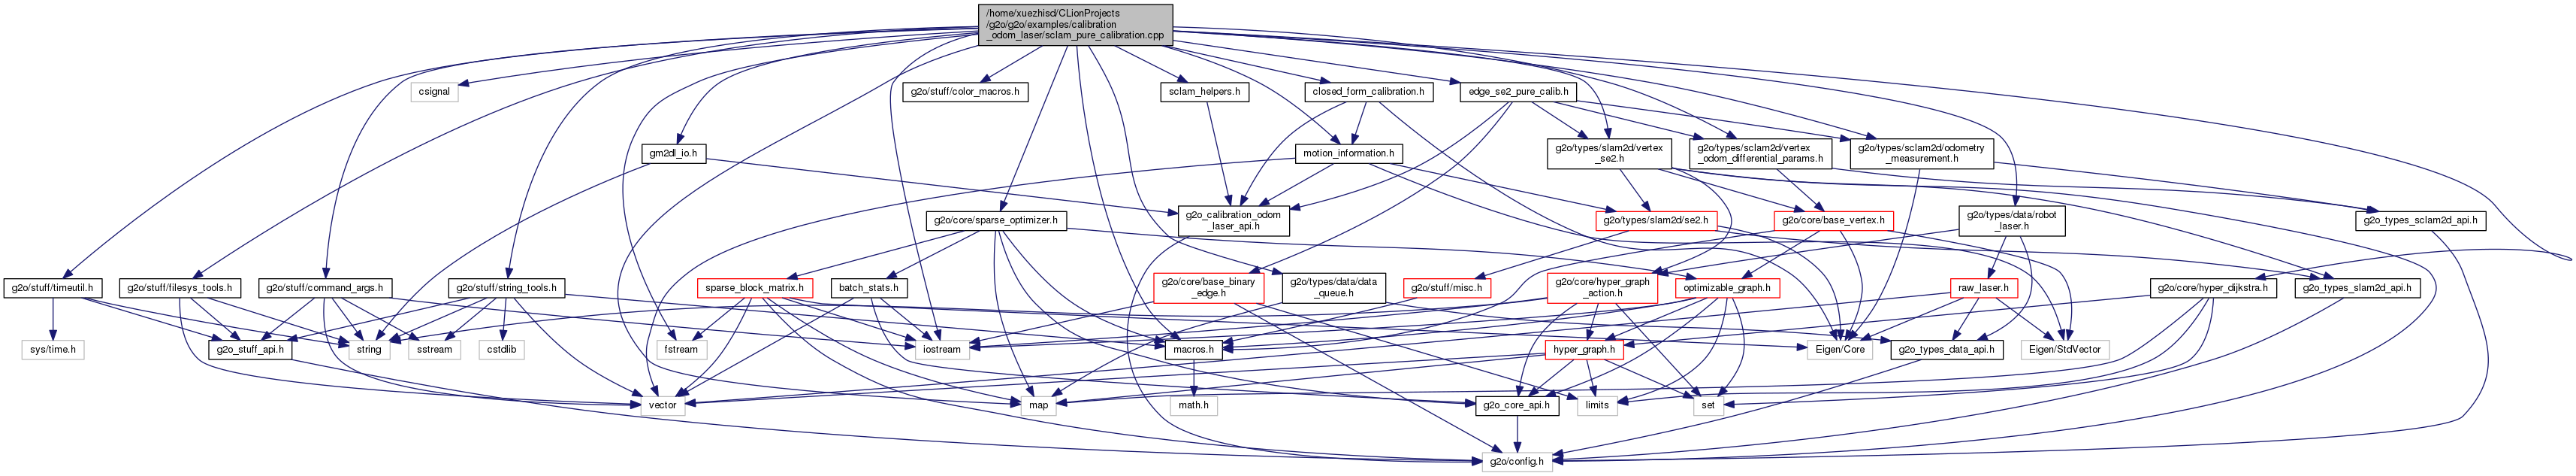 /home/xuezhisd/CLionProjects
/g2o/g2o/examples/calibration
_odom_laser/sclam_pure_calibration.cpp
csignal
g2o/stuff/color_macros.h
sclam_helpers.h
closed_form_calibration.h
edge_se2_pure_calib.h
gm2dl_io.h
motion_information.h
g2o/types/slam2d/vertex
_se2.h
g2o/types/sclam2d/vertex
_odom_differential_params.h
g2o/types/sclam2d/odometry
_measurement.h
g2o/core/sparse_optimizer.h
g2o_calibration_odom
_laser_api.h
g2o/types/slam2d/se2.h
g2o/core/base_vertex.h
g2o/types/data/robot
_laser.h
g2o_types_sclam2d_api.h
g2o/stuff/timeutil.h
g2o/stuff/filesys_tools.h
g2o/stuff/command_args.h
g2o/stuff/string_tools.h
sparse_block_matrix.h
batch_stats.h
g2o/core/base_binary
_edge.h
g2o/types/data/data
_queue.h
g2o/stuff/misc.h
g2o/core/hyper_graph
_action.h
optimizable_graph.h
raw_laser.h
g2o/core/hyper_dijkstra.h
g2o_types_slam2d_api.h
sys/time.h
g2o_stuff_api.h
string
sstream
cstdlib
fstream
iostream
macros.h
hyper_graph.h
Eigen/Core
g2o_types_data_api.h
Eigen/StdVector
vector
map
math.h
g2o_core_api.h
limits
set
g2o/config.h